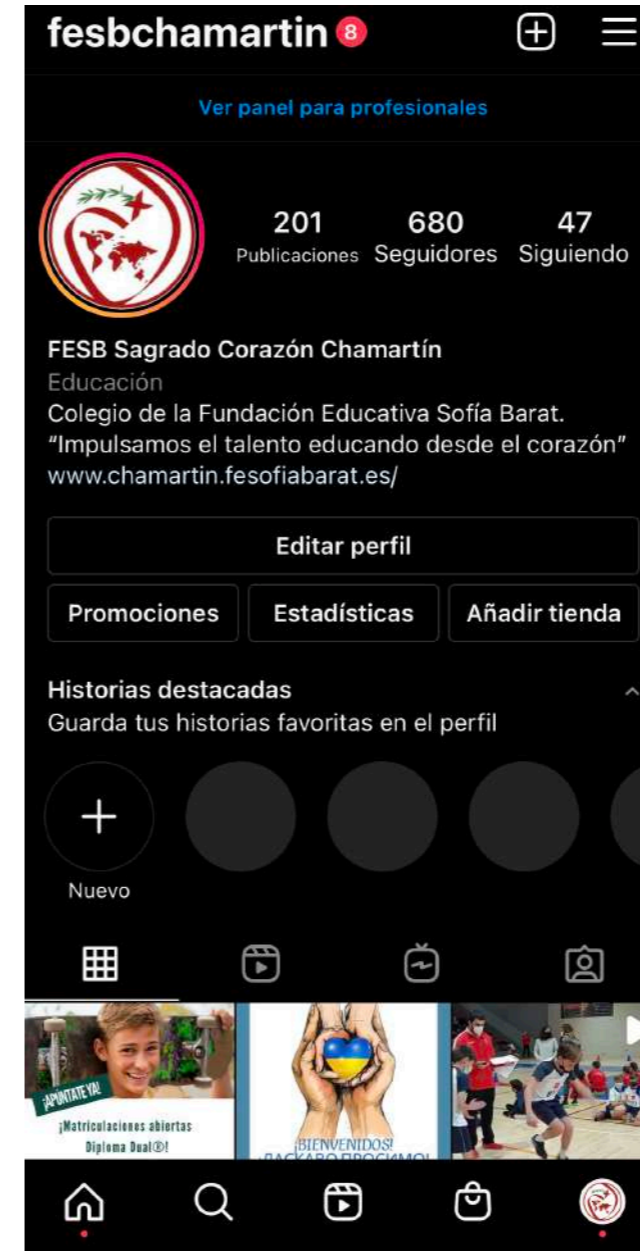 fesbchamartin 8
Ver panel para profesionales
201 680 47
Publicaciones Seguidores Siguiendo
FESB Sagrado Corazón Chamartín
Educación
Colegio de la Fundación Educativa Sofía Barat.
“Impulsamos el talento educando desde el corazón”
www.chamartin.fesofiabarat.es/
Editar perfil
Promociones Estadísticas Añadir tienda
Historias destacadas
Guarda tus historias favoritas en el perfil
Nuevo
¡APÚNTATE YA!
¡Matriculaciones abiertas
Diploma Dual®!
¡BIENVENIDOS!
ЛАСКАВО ПРОСИМО!